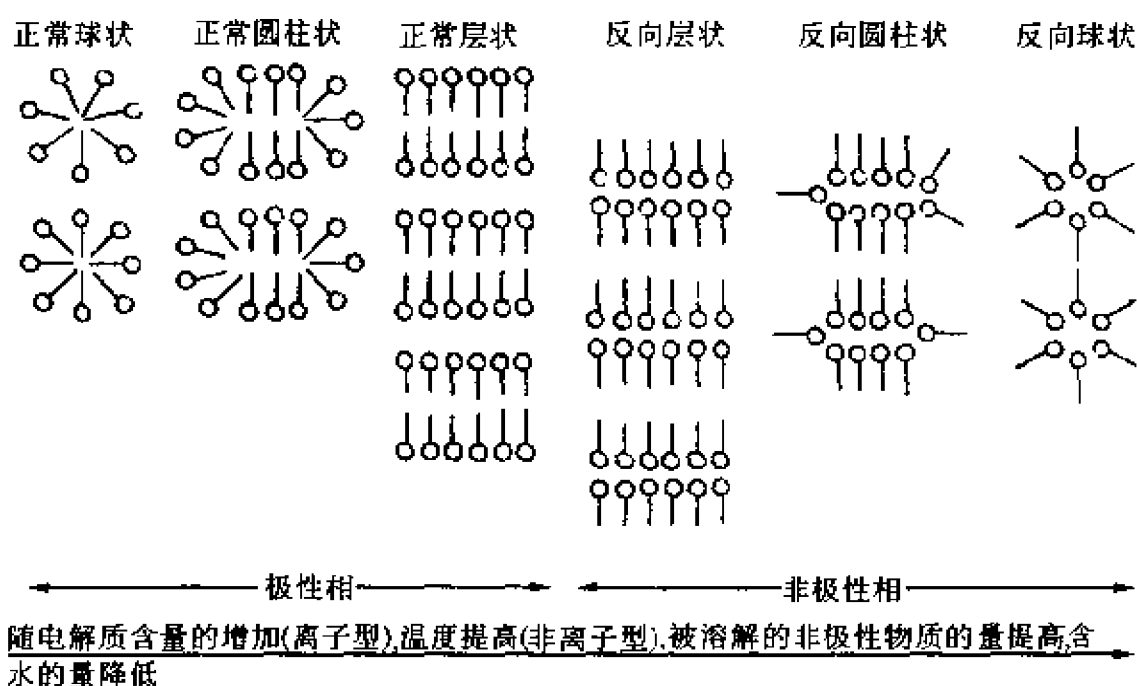 正常球状 正常圆柱状 正常层状 反向层状 反向圆柱状 反向球状
极性相 非极性相
随电解质含量的增加(离子型),温度提高(非离子型),被溶解的非极性物质的量提高,含
水的量降低